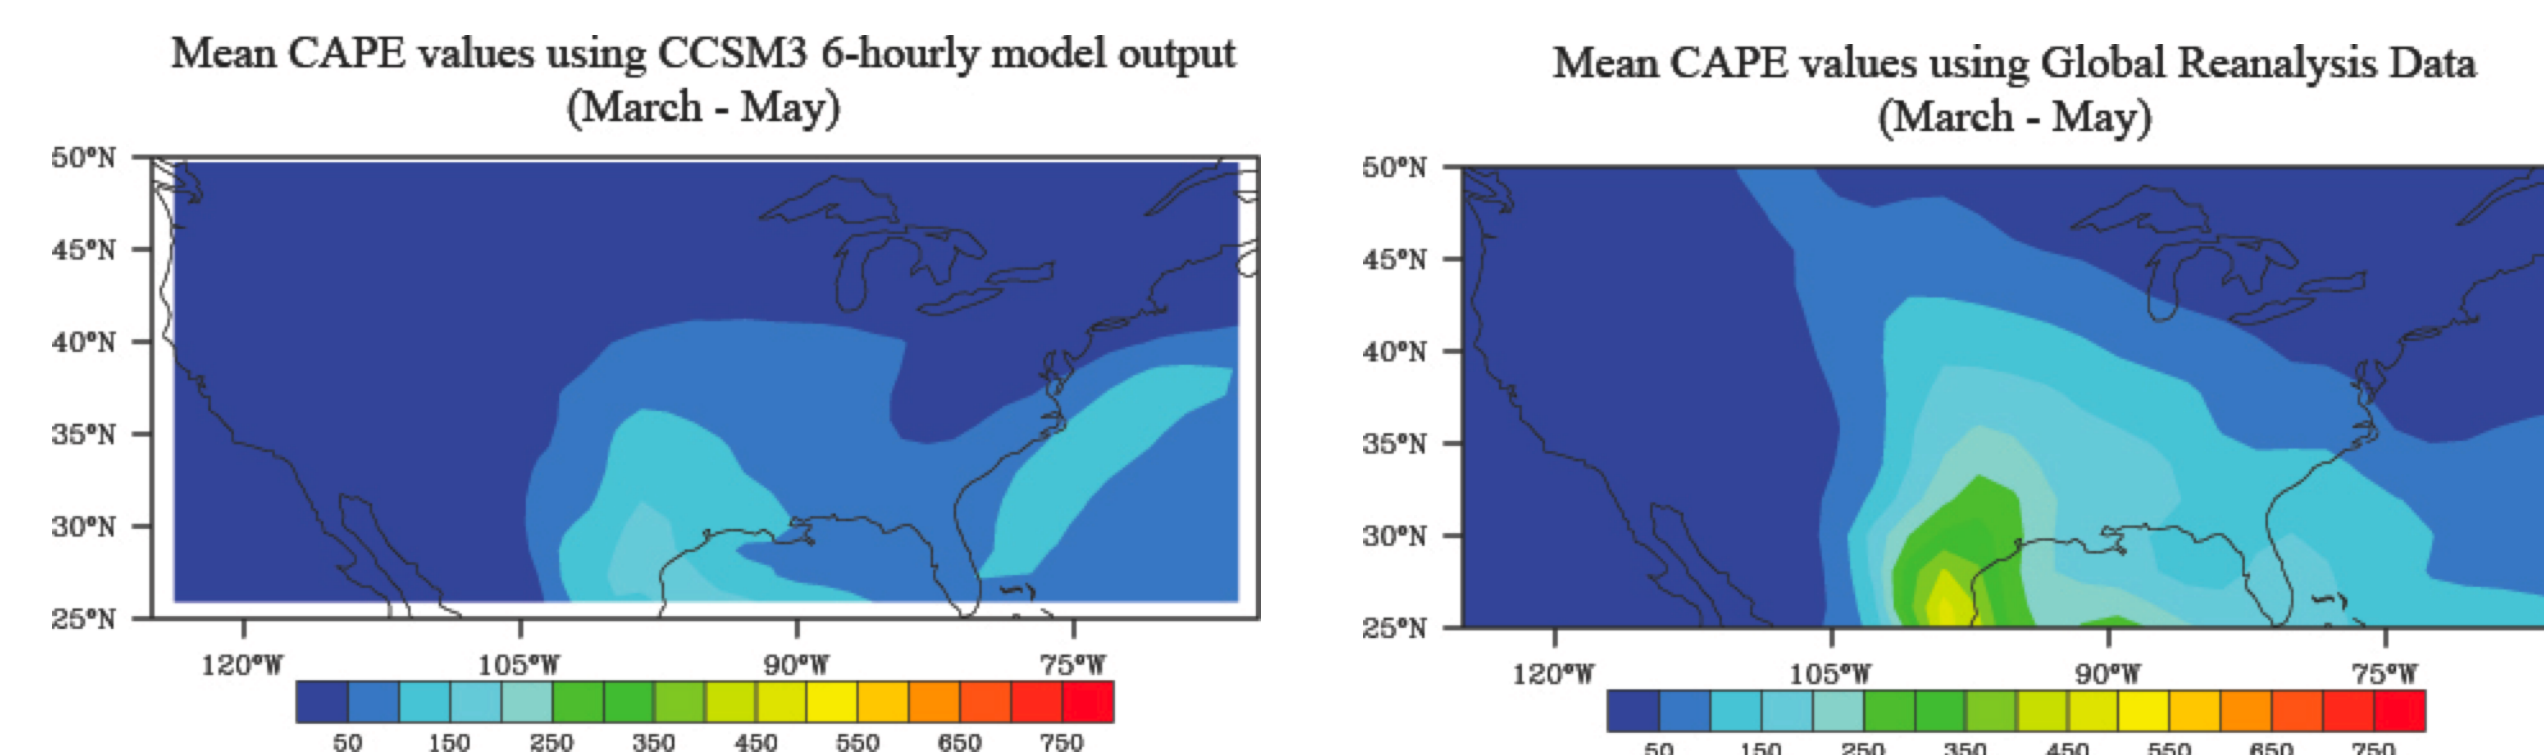 Mean CAPE values using CCSM3 6-hourly model output
(March - May)
50°N
45°N
40°N
35°N
30°N
25°N
120°W 105°W 90°W 75°W
50 150 250 350 450 550 650 750
Mean CAPE values using Global Reanalysis Data
(March - May)
50°N
45°N
40°N
35°N
30°N
25°N
120°W 105°W 90°W 75°W
50 150 250 350 450 550 650 750